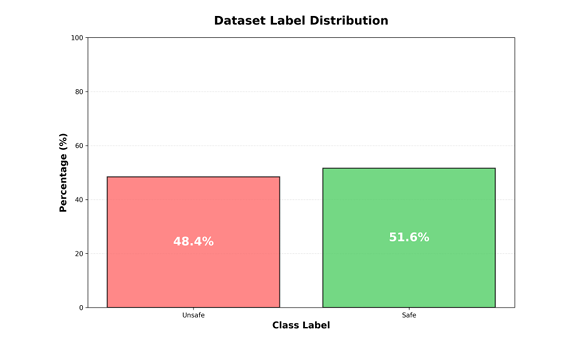 Dataset Label Distribution
Percentage (%)
100
80
60
40
20
0
48.4%
51.6%
Unsafe
Safe
Class Label